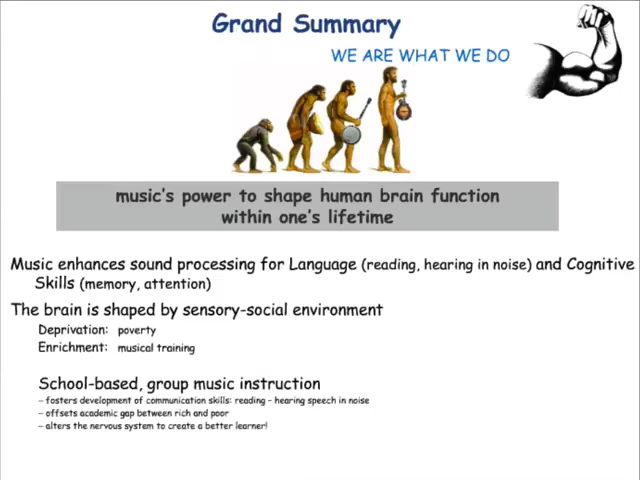 Grand Summary
WE ARE WHAT WE DO
music's power to shape human brain function
within one's lifetime
Music enhances sound processing for Language (reading, hearing in noise) and Cognitive
Skills (memory, attention)
The brain is shaped by sensory-social environment
Deprivation: poverty
Enrichment: musical training
School-based, group music instruction
– fosters development of communication skills: reading – hearing speech in noise
– offsets academic gap between rich and poor
– alters the nervous system to create a better learner!